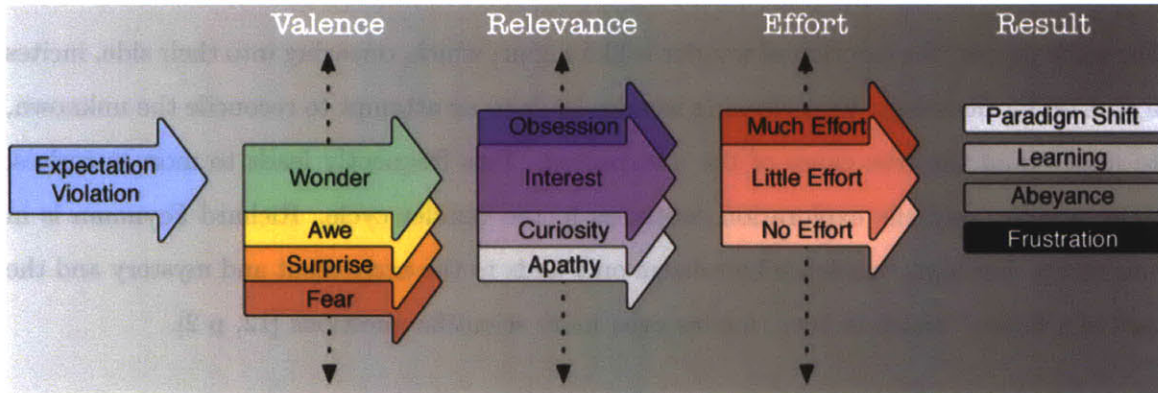 Valence
Relevance
Effort
Result
Expectation
Violation
Wonder
Awe
Surprise
Fear
Obsession
Interest
Curiosity
Apathy
Much Effort
Little Effort
No Effort
Paradigm Shift
Learning
Abeyance
Frustration